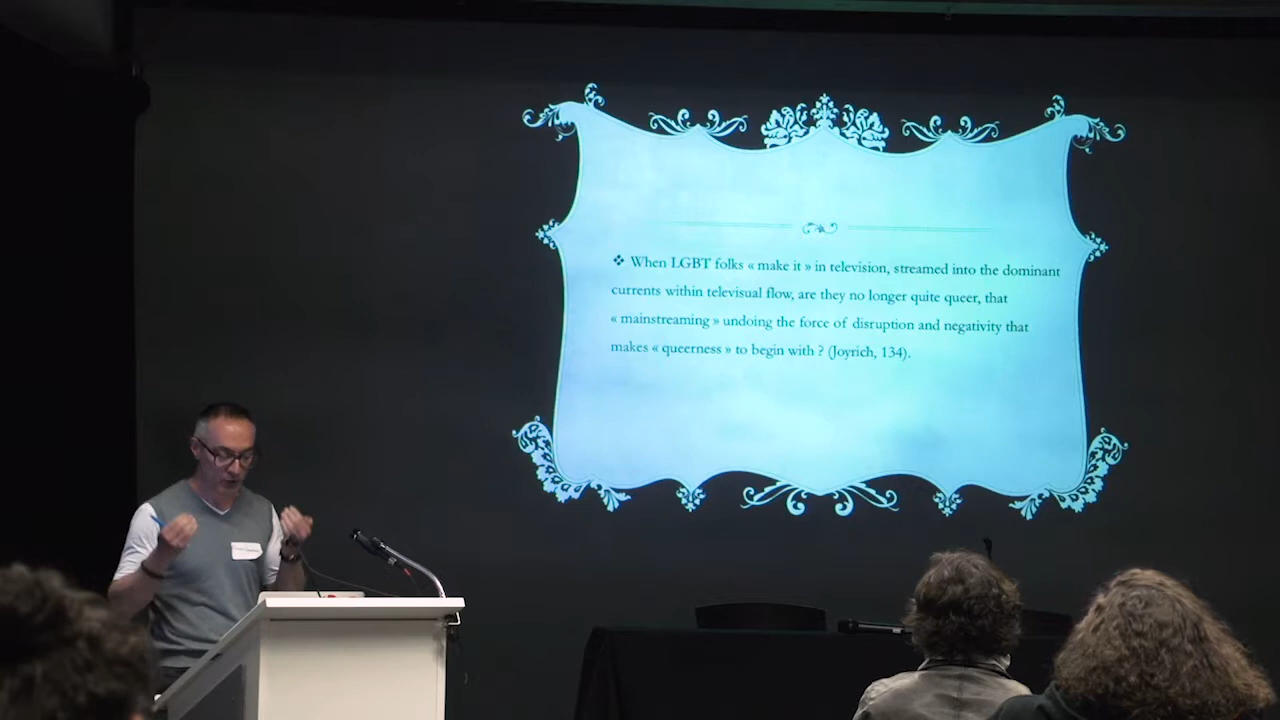 ❖ When LGBT folks « make it » in television, streamed into the dominant
currents within televisual flow, are they no longer quite queer, that
« mainstreaming » undoing the force of disruption and negativity that
makes « queerness » to begin with ? (Joyrich, 134).